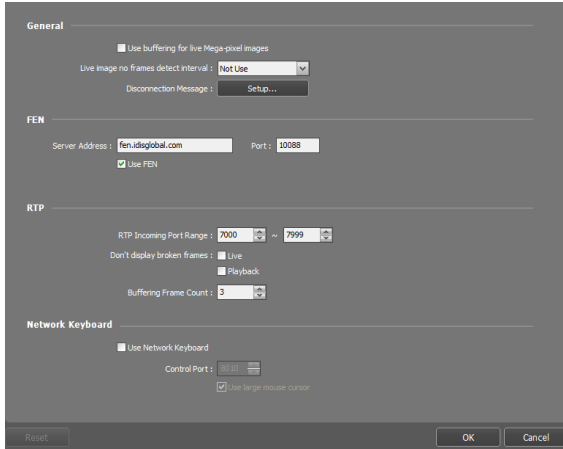 General
Use buffering for live Mega-pixel images
Live image no frames detect interval : Not Use
Disconnection Message : Setup...
FEN
Server Address : fen.idisglobal.com Port : 10088
Use FEN
RTP
RTP Incoming Port Range : 7000 ~ 7999
Don't display broken frames : Live
Playback
Buffering Frame Count : 3
Network Keyboard
Use Network Keyboard
Control Port : 8010
Use large mouse cursor
Reset OK Cancel